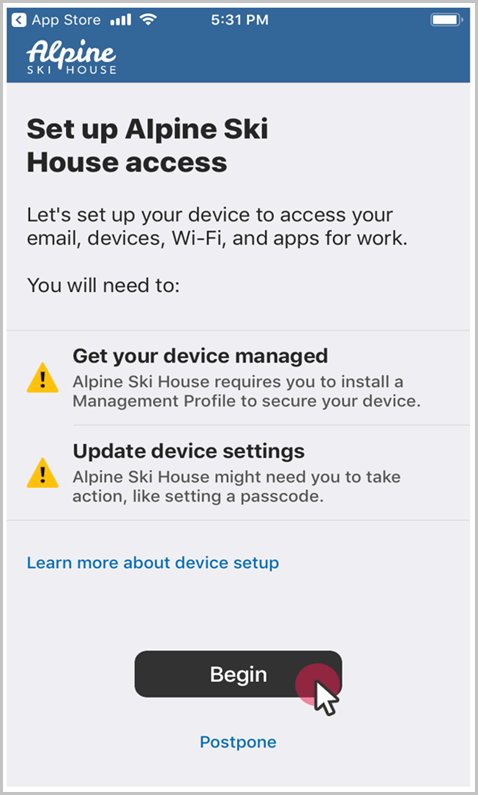 App Store 5:31 PM
Alpine
SKI HOUSE
Set up Alpine Ski
House access
Let's set up your device to access your
email, devices, Wi-Fi, and apps for work.
You will need to:
Get your device managed
Alpine Ski House requires you to install a
Management Profile to secure your device.
Update device settings
Alpine Ski House might need you to take
action, like setting a passcode.
Learn more about device setup
Begin
Postpone